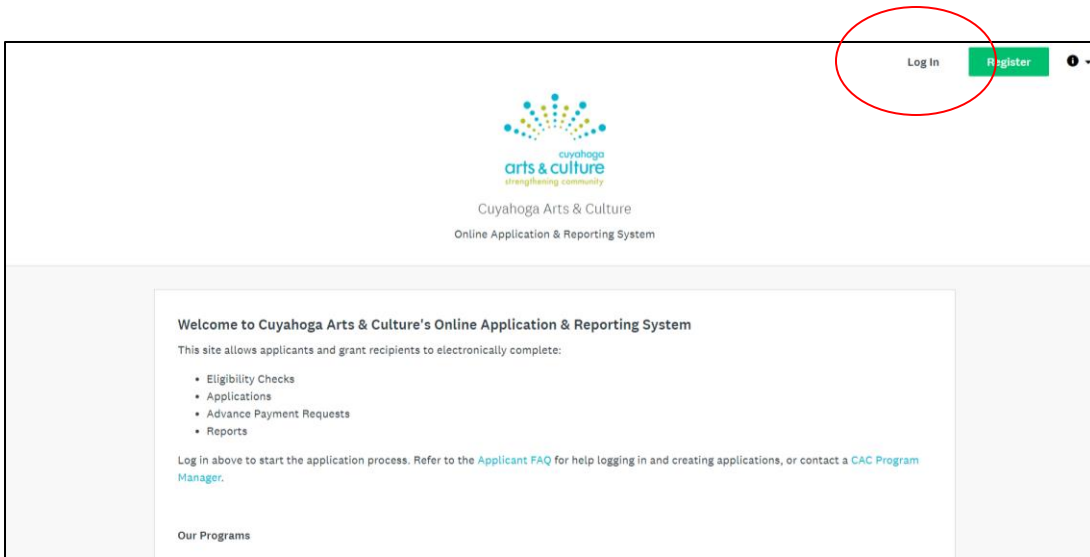 Log In Register
cuyahoga
arts & culture
strengthening community
Cuyahoga Arts & Culture
Online Application & Reporting System
Welcome to Cuyahoga Arts & Culture's Online Application & Reporting System
This site allows applicants and grant recipients to electronically complete:
• Eligibility Checks
• Applications
• Advance Payment Requests
• Reports
Log in above to start the application process. Refer to the Applicant FAQ for help logging in and creating applications, or contact a CAC Program
Manager.
Our Programs